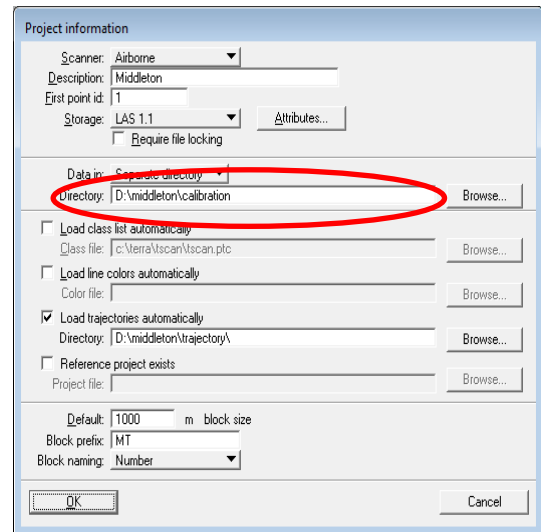 Project information
Scanner: Airborne
Description: Middleton
First point id: 1
Storage: LAS 1.1 Attributes...
Require file locking
Data in: Separate directory
Directory: D:\middleton\calibration Browse...
Load class list automatically
Class file: c:\terra\tscan\tscan.ptc Browse...
Load line colors automatically
Color file: Browse...
Load trajectories automatically
Directory: D:\middleton\trajectory\ Browse...
Reference project exists
Project file: Browse...
Default: 1000 m block size
Block prefix: MT
Block naming: Number
OK Cancel